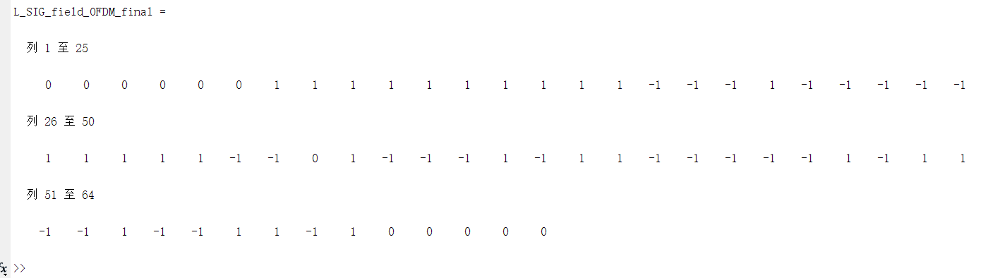 L_SIG_field_OFDM_final =
列 1 至 25
0 0 0 0 0 0 1 1 1 1 1 1 1 1 1 1 -1 -1 -1 1 -1 -1 -1 -1 -1
列 26 至 50
1 1 1 1 1 -1 -1 0 1 -1 -1 -1 1 -1 1 1 -1 -1 -1 -1 -1 1 -1 1 1
列 51 至 64
-1 -1 1 -1 -1 1 1 -1 1 0 0 0 0 0
fx >>